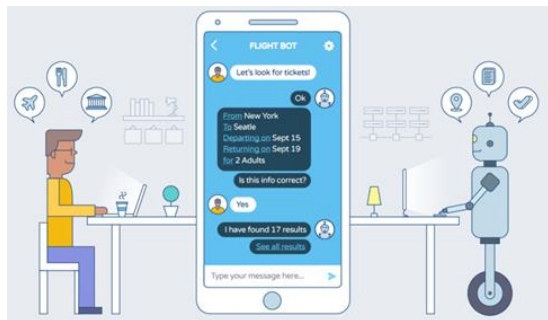 FLIGHT BOT
Let's look for tickets!
Ok
From New York
To Seatle
Departing on Sept 15
Returning on Sept 19
for 2 Adults
Is this info correct?
Yes
I have found 17 results
See all results
Type your message here...